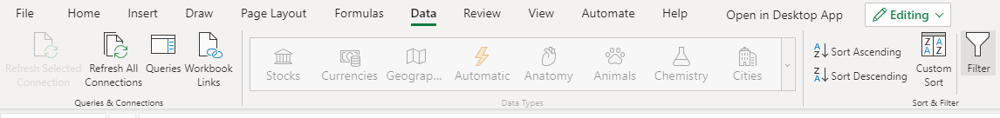 File Home Insert Draw Page Layout Formulas Data Review View Automate Help Open in Desktop App Editing
Refresh Selected Connection
Refresh All Connections
Queries
Workbook Links
Queries & Connections
Stocks
Currencies
Geograp...
Automatic
Anatomy
Animals
Chemistry
Cities
Data Types
Sort Ascending
Sort Descending
Custom Sort
Filter
Sort & Filter